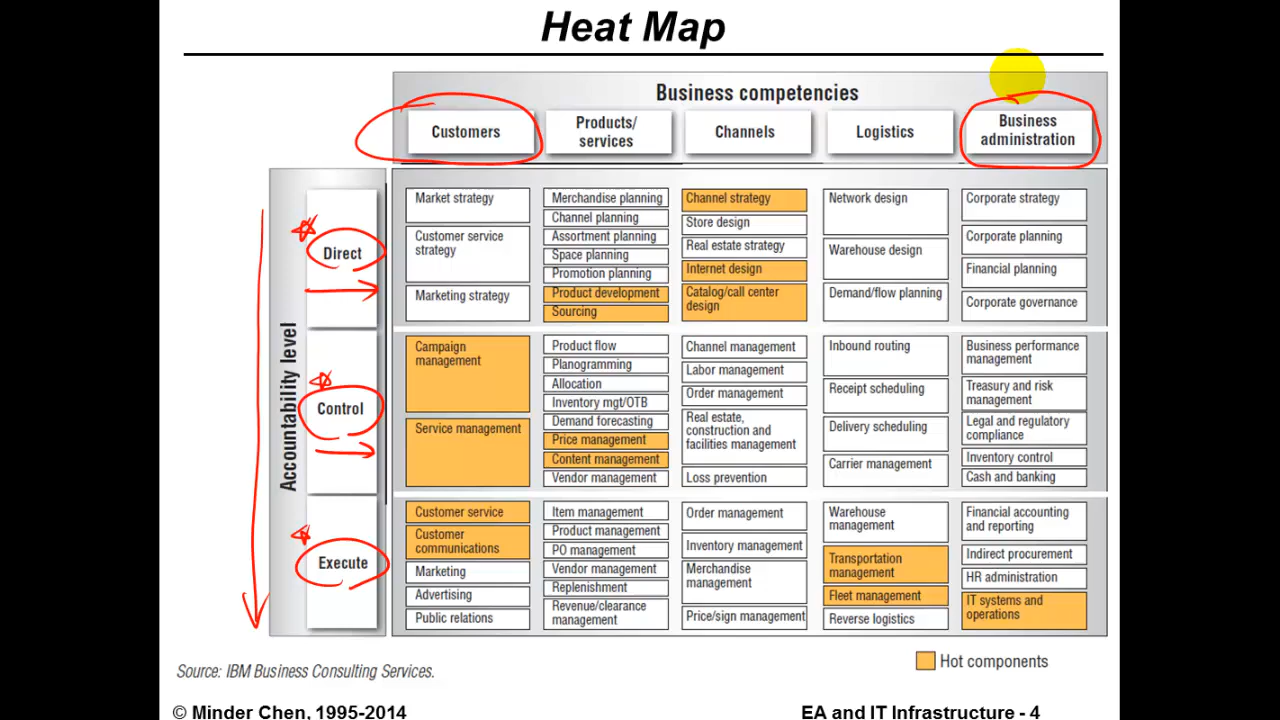 Heat Map
Business competencies
Customers
Products/
services
Channels
Logistics
Business
administration
Accountability level
Direct
Market strategy
Customer service
strategy
Marketing strategy
Merchandise planning
Channel planning
Assortment planning
Space planning
Promotion planning
Product development
Sourcing
Channel strategy
Store design
Real estate strategy
Internet design
Catalog/call center
design
Network design
Warehouse design
Demand/flow planning
Corporate strategy
Corporate planning
Financial planning
Corporate governance
Control
Campaign
management
Service management
Product flow
Planogramming
Allocation
Inventory mgt/OTB
Demand forecasting
Price management
Content management
Vendor management
Channel management
Labor management
Order management
Real estate,
construction and
facilities management
Loss prevention
Inbound routing
Receipt scheduling
Delivery scheduling
Carrier management
Business performance
management
Treasury and risk
management
Legal and regulatory
compliance
Inventory control
Cash and banking
Execute
Customer service
Customer
communications
Marketing
Advertising
Public relations
Item management
Product management
PO management
Vendor management
Replenishment
Revenue/clearance
management
Order management
Inventory management
Merchandise
management
Price/sign management
Warehouse
management
Transportation
management
Fleet management
Reverse logistics
Financial accounting
and reporting
Indirect procurement
HR administration
IT systems and
operations
Hot components
Source: IBM Business Consulting Services.
© Minder Chen, 1995-2014
EA and IT Infrastructure - 4